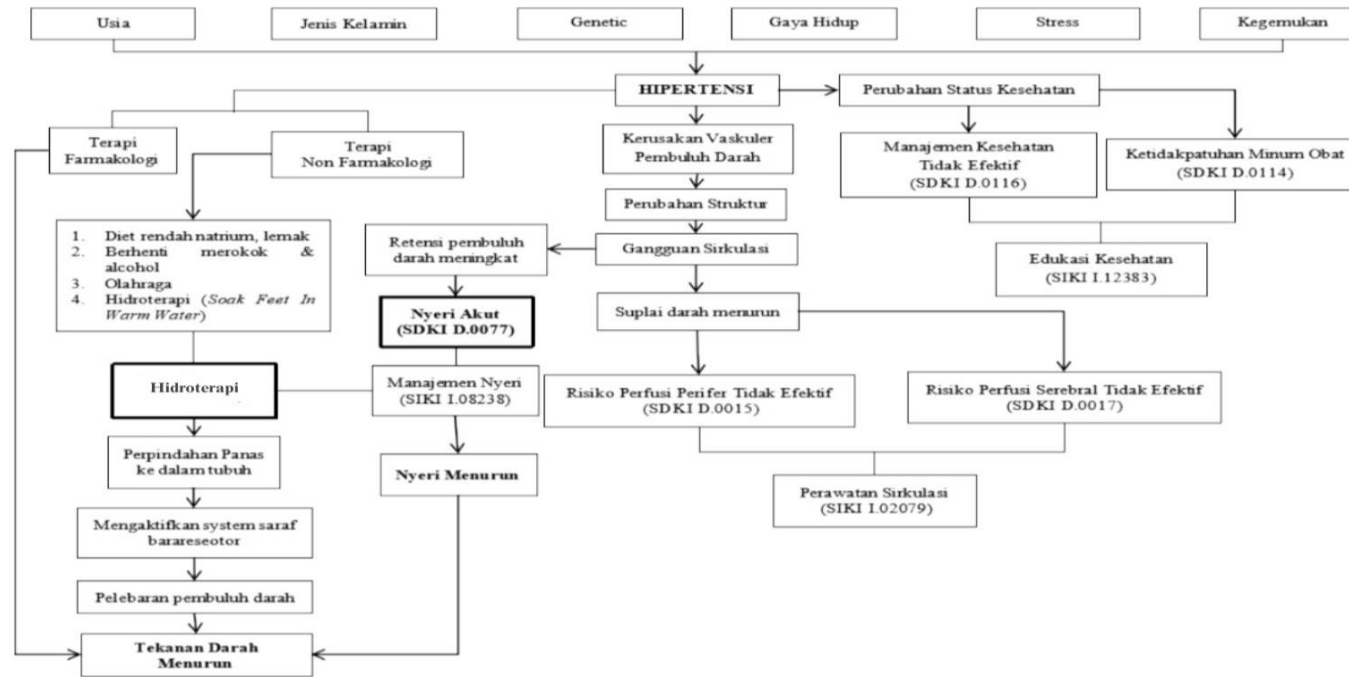 Usia
Jenis Kelamin
Genetic
Gaya Hidup
Stress
Kegemukan
HIPERTENSI
Perubahan Status Kesehatan
Terapi
Farmakologi
Terapi
Non Farmakologi
Kerusakan Vaskuler
Pembuluh Darah
Manajemen Kesehatan
Tidak Efektif
(SDKI D.0116)
Ketidakpatuhan Minum Obat
(SDKI D.0114)
Perubahan Struktur
1. Diet rendah natrium, lemak
2. Berhenti merokok &
alcohol
3. Olahraga
4. Hidroterapi (Soak Feet In
Warm Water)
Retensi pembuluh
darah meningkat
Gangguan Sirkulasi
Edukasi Kesehatan
(SIKI I.12383)
Nyeri Akut
(SDKI D.0077)
Suplai darah menurun
Hidroterapi
Manajemen Nyeri
(SIKI I.08238)
Risiko Perfusi Perifer Tidak Efektif
(SDKI D.0015)
Risiko Perfusi Serebral Tidak Efektif
(SDKI D.0017)
Perpindahan Panas
ke dalam tubuh
Nyeri Menurun
Perawatan Sirkulasi
(SIKI I.02079)
Mengaktifkan system saraf
barareseotor
Pelebaran pembuluh darah
Tekanan Darah
Menurun